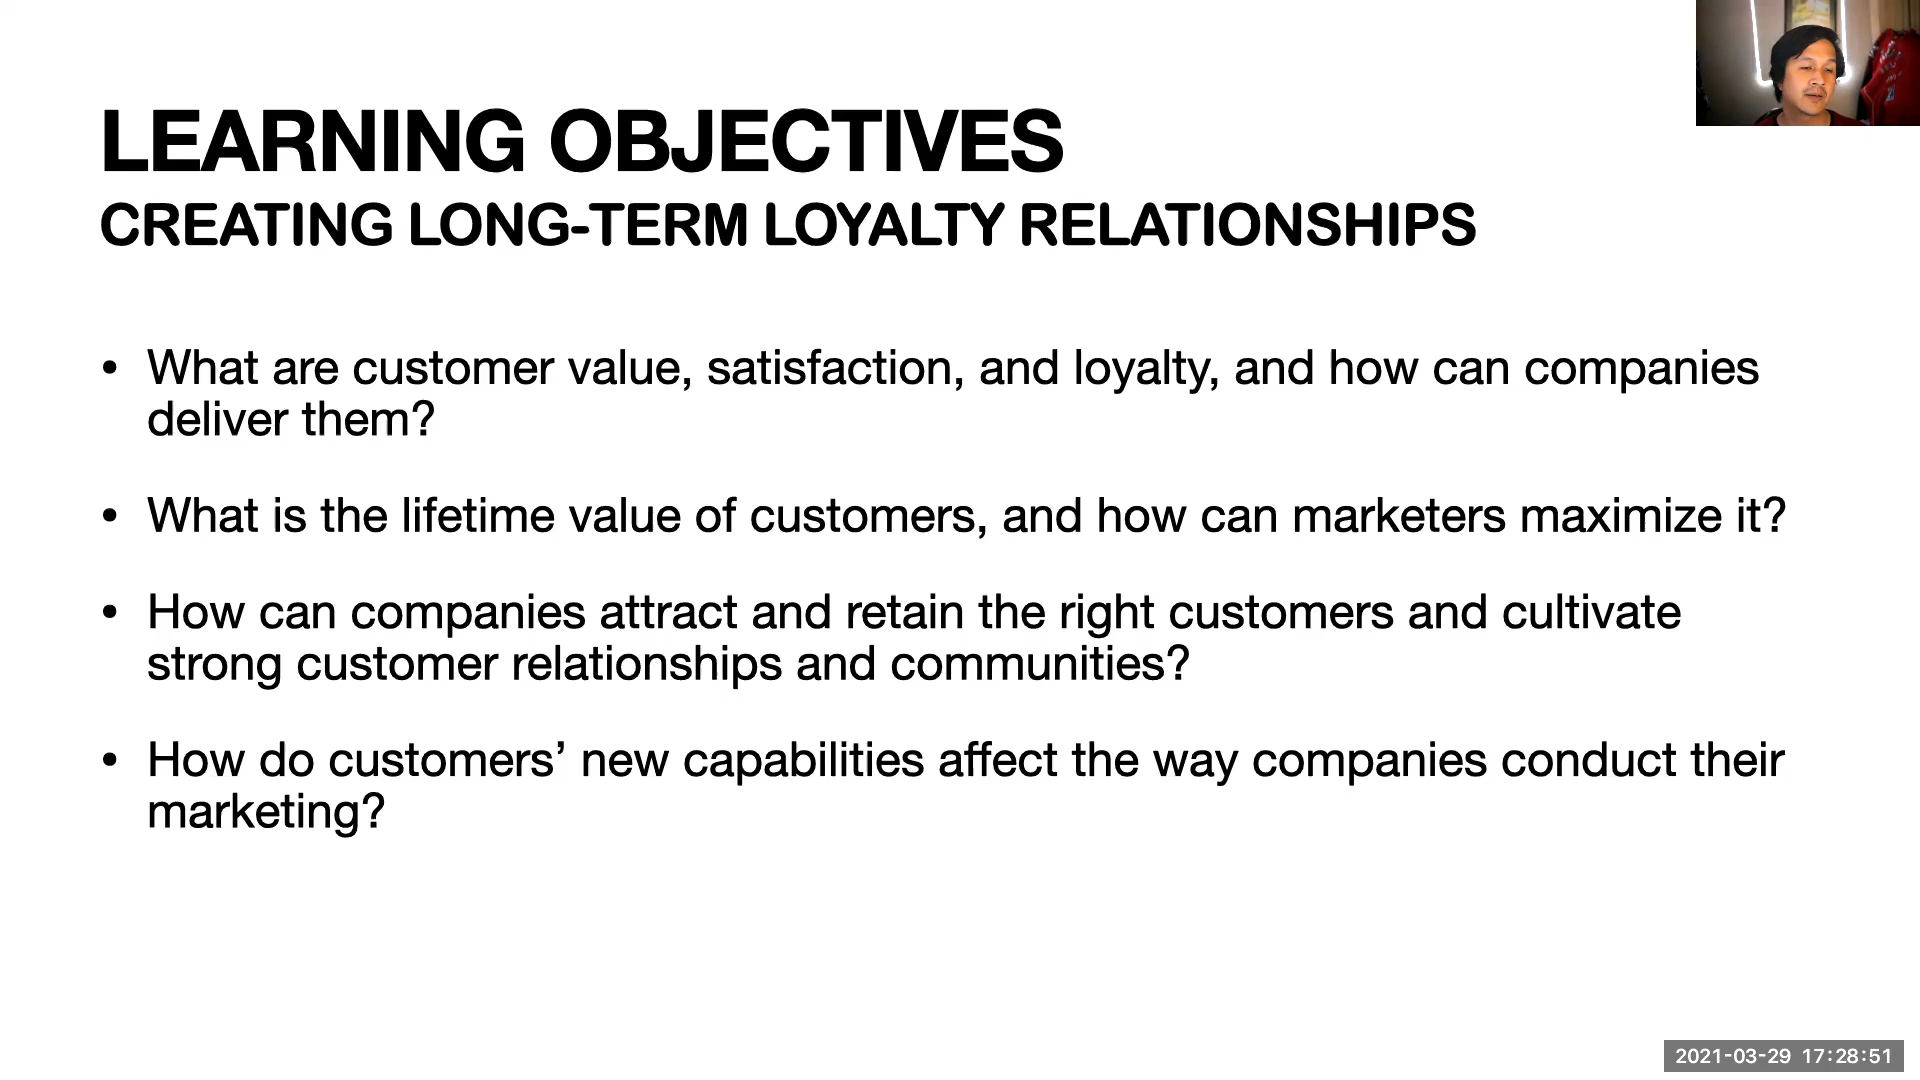 LEARNING OBJECTIVES
CREATING LONG-TERM LOYALTY RELATIONSHIPS
• What are customer value, satisfaction, and loyalty, and how can companies
deliver them?
• What is the lifetime value of customers, and how can marketers maximize it?
• How can companies attract and retain the right customers and cultivate
strong customer relationships and communities?
• How do customers’ new capabilities affect the way companies conduct their
marketing?
2021-03-29 17:28:51